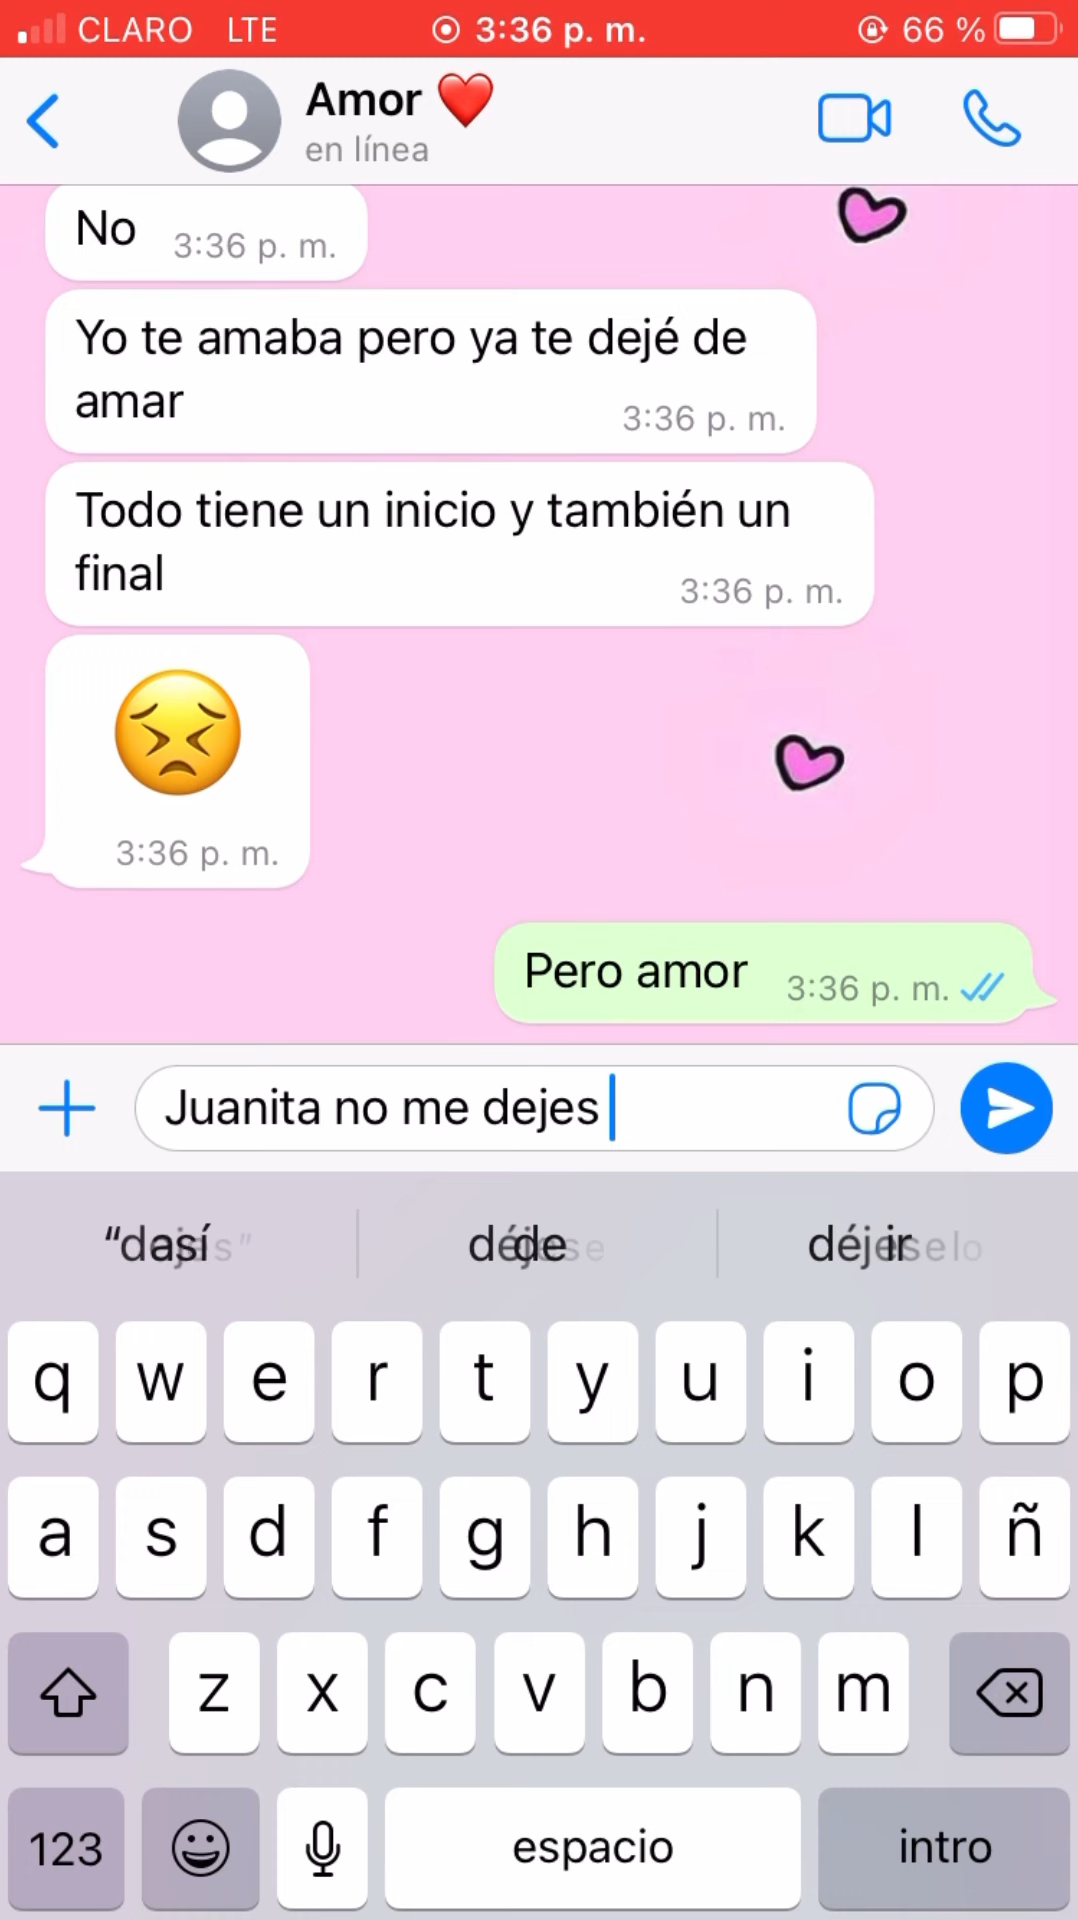 CLARO LTE 3:36 p. m. 66 %
Amor ❤️
en línea
No 3:36 p. m.
Yo te amaba pero ya te dejé de
amar 3:36 p. m.
Todo tiene un inicio y también un
final 3:36 p. m.
😣
3:36 p. m.
Pero amor 3:36 p. m.
Juanita no me dejes
q w e r t y u i o p
a s d f g h j k l ñ
z x c v b n m
123 espacio intro